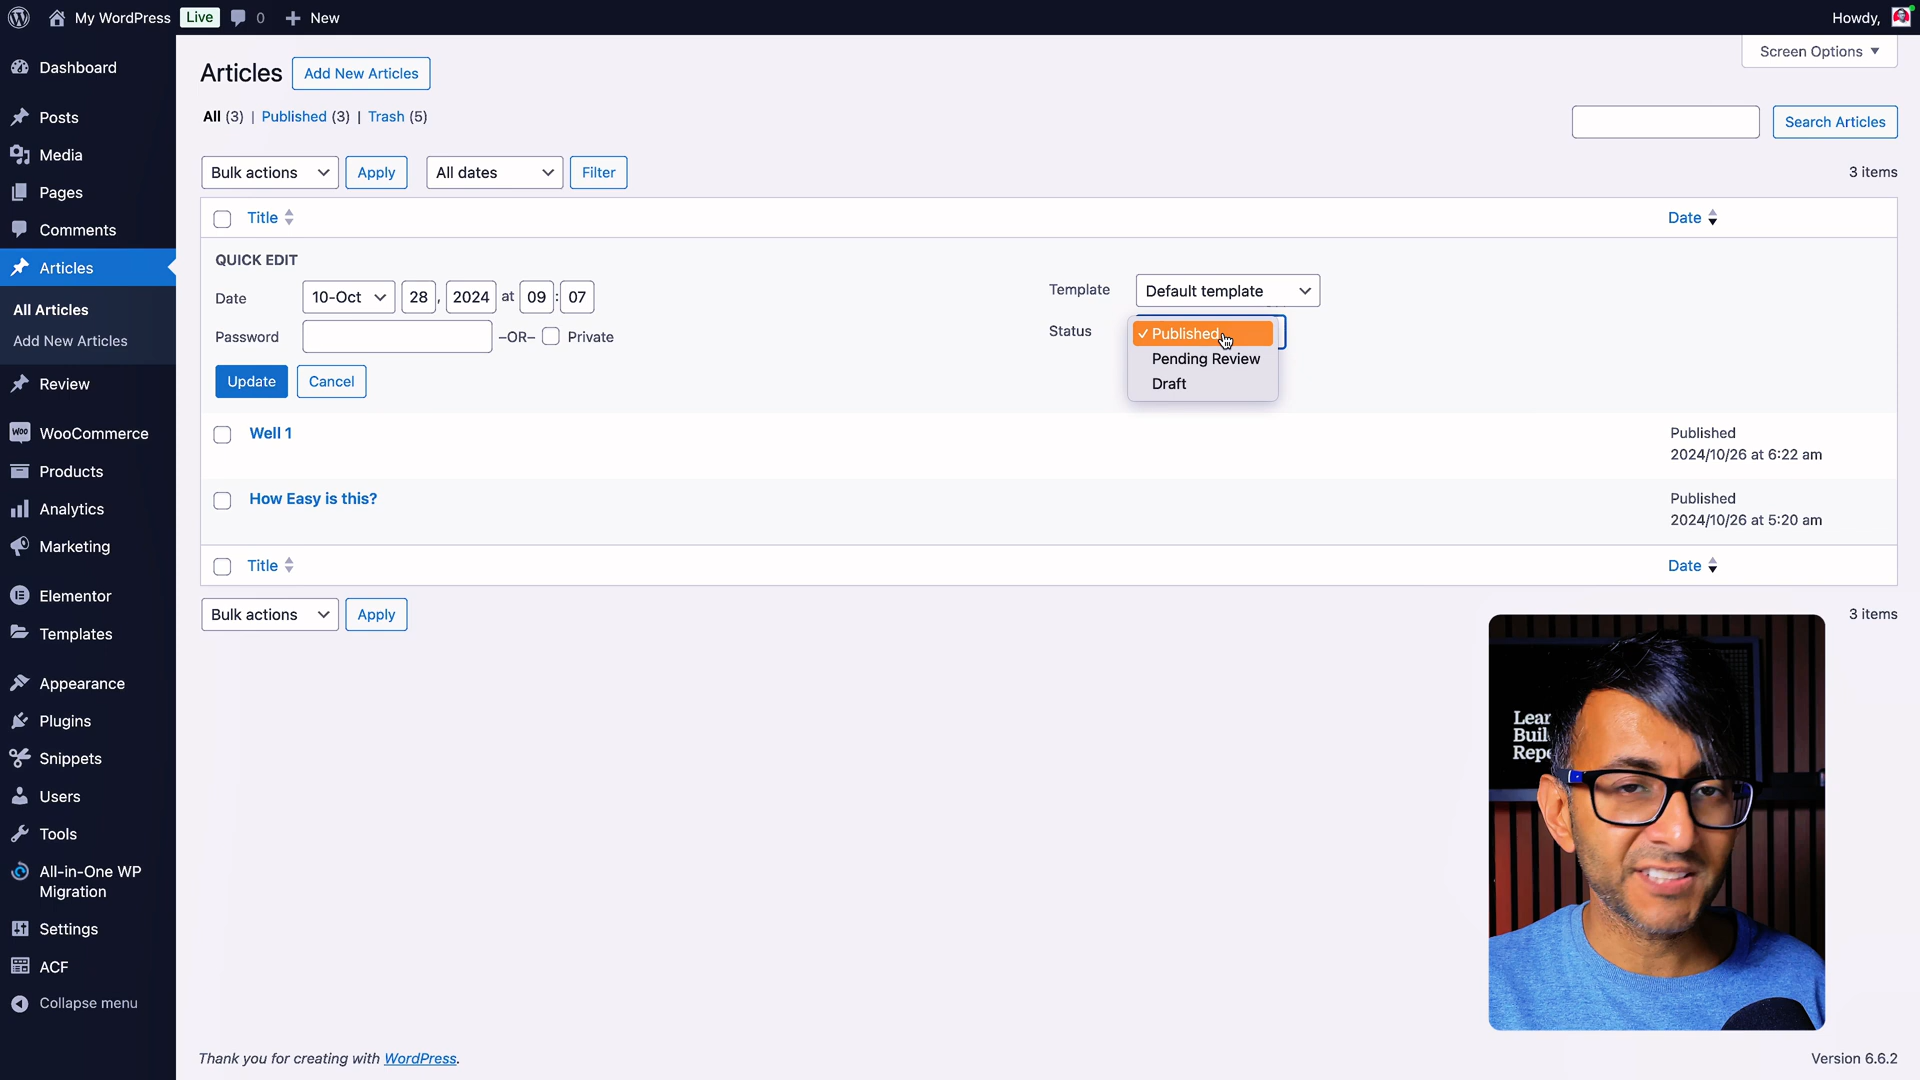 My WordPress Live 0 New Howdy,
Screen Options
Dashboard
Posts
Media
Pages
Comments
Articles
All Articles
Add New Articles
Review
WOO WooCommerce
Products
Analytics
Marketing
Elementor
Templates
Appearance
Plugins
Snippets
Users
Tools
All-in-One WP
Migration
Settings
ACF
Collapse menu
Articles Add New Articles
All (3) | Published (3) | Trash (5)
Search Articles
Bulk actions Apply All dates Filter
3 items
Title Date
QUICK EDIT
Date 10-Oct 28 , 2024 at 09 : 07
Password –OR– Private
Update Cancel
Template Default template
Status
✓ Published
Pending Review
Draft
Well 1
Published
2024/10/26 at 6:22 am
How Easy is this?
Published
2024/10/26 at 5:20 am
Title Date
Bulk actions Apply
3 items
Lear
Buil
Repe
Thank you for creating with WordPress.
Version 6.6.2